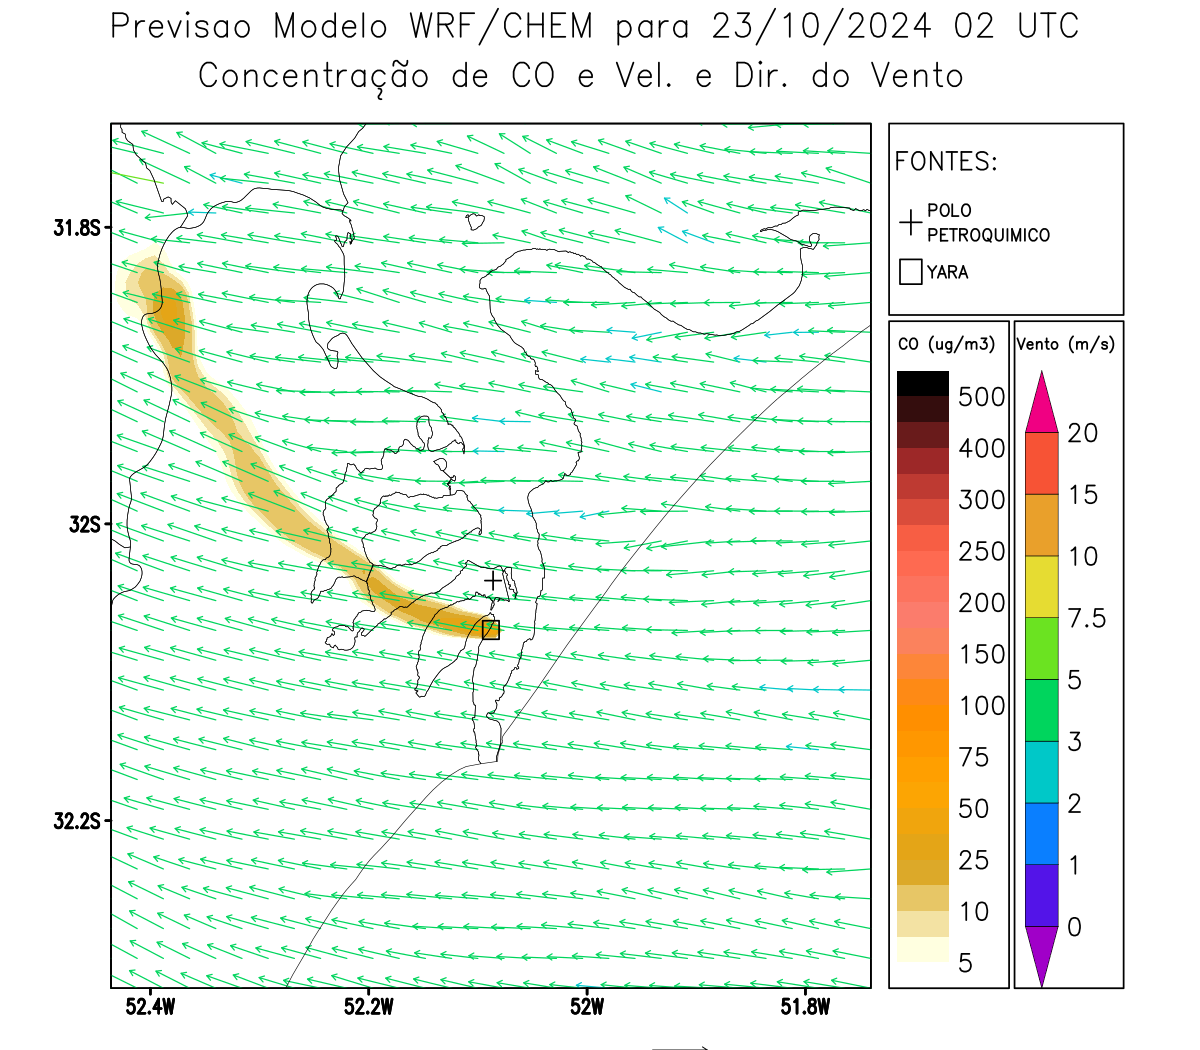 Previsao Modelo WRF/CHEM para 23/10/2024 02 UTC
Concentração de CO e Vel. e Dir. do Vento
FONTES:
POLO
PETROQUIMICO
YARA
31.8S
32S
32.2S
52.4W
52.2W
52W
51.8W
CO (ug/m3)
500
400
300
250
200
150
100
75
50
25
10
5
Vento (m/s)
20
15
10
7.5
5
3
2
1
0